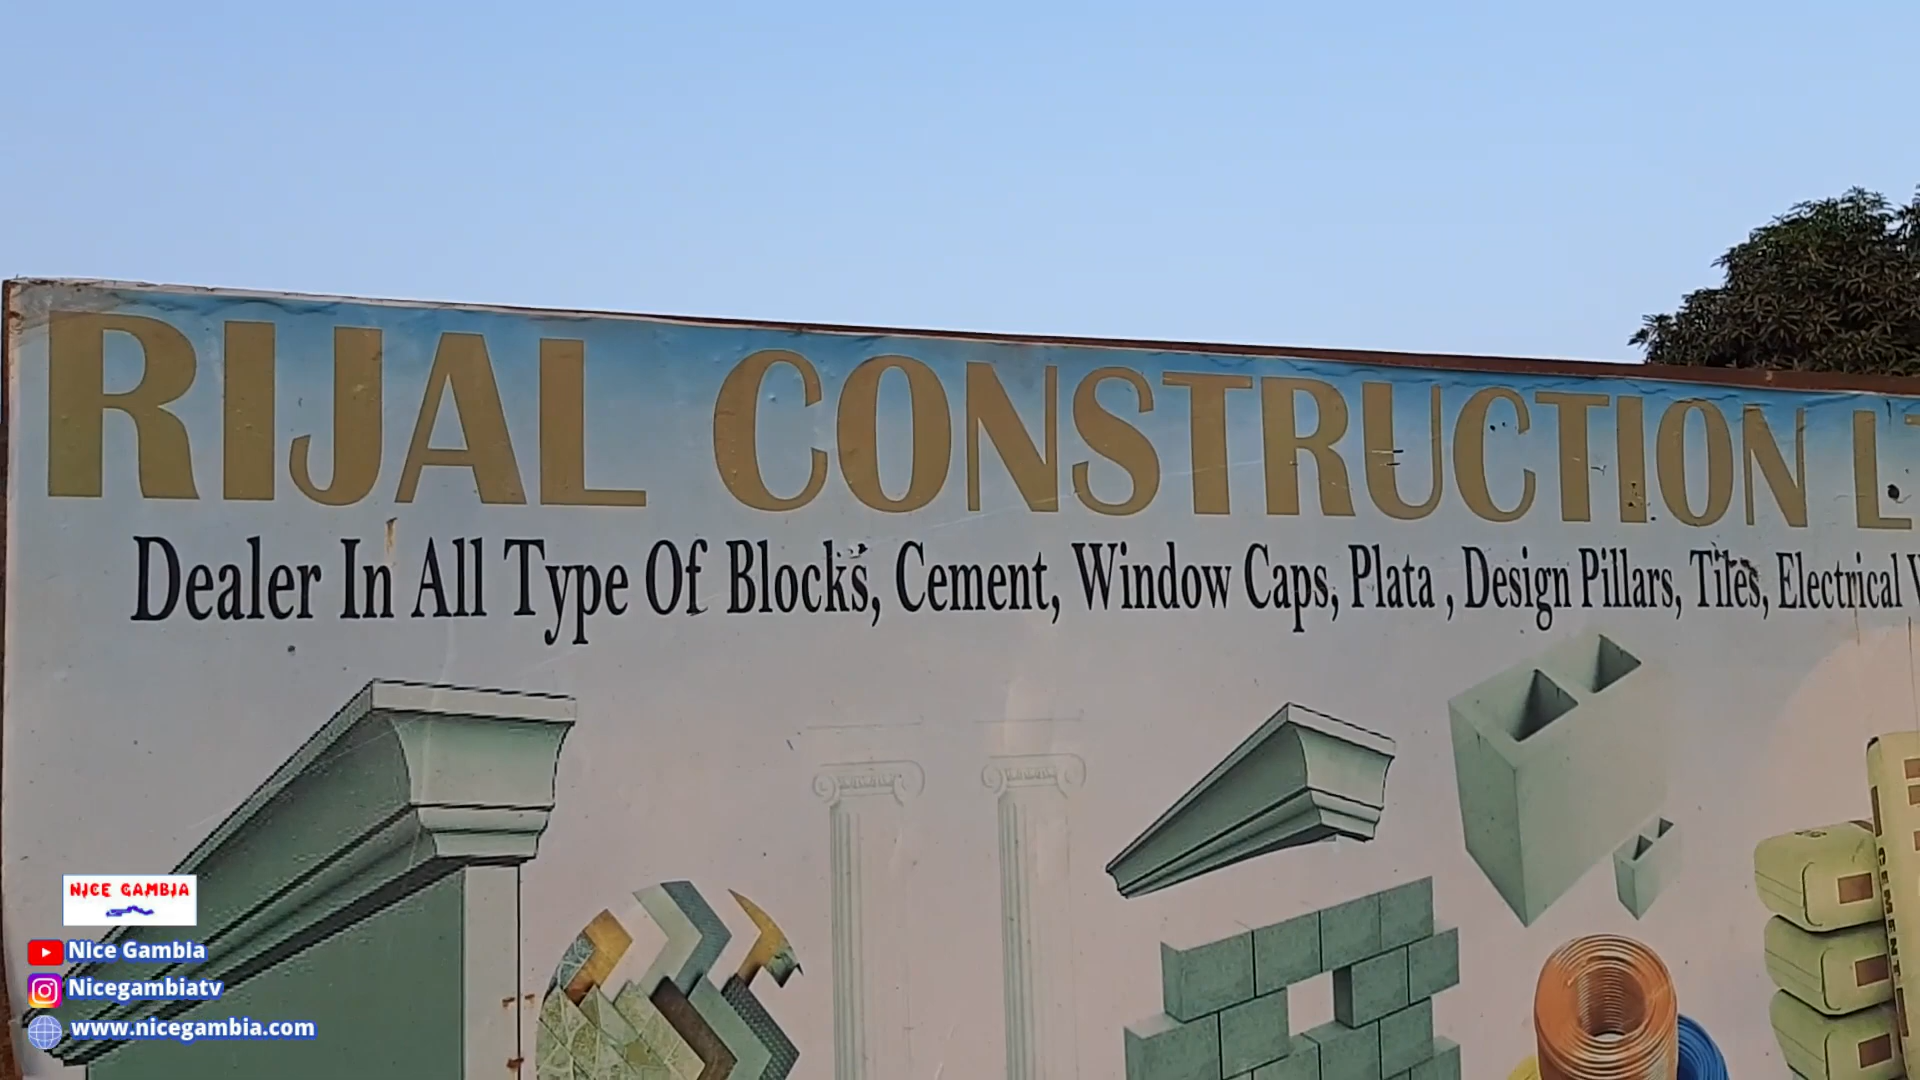 RIJAL CONSTRUCTION
Dealer In All Type Of Blocks, Cement, Window Caps, Plata , Design Pillars, Tiles, Electrical
CEMENT
NICE GAMBIA
Nice Gambia
Nicegambiatv
www.nicegambia.com